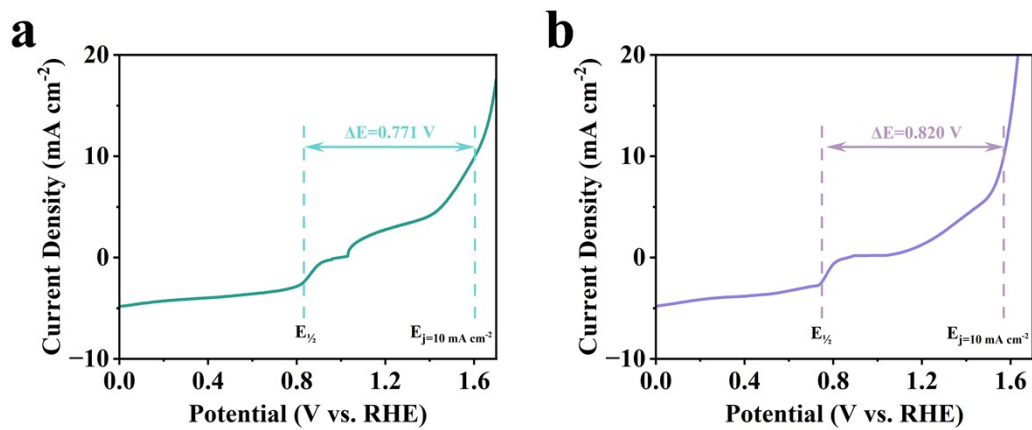 a
20
10
0
−10
Current Density (mA cm⁻²)
ΔE=0.771 V
E½
Eⱼ₌₁₀ mA cm⁻²
0.0 0.4 0.8 1.2 1.6
Potential (V vs. RHE)
b
20
10
0
−10
Current Density (mA cm⁻²)
ΔE=0.820 V
E½
Eⱼ₌₁₀ mA cm⁻²
0.0 0.4 0.8 1.2 1.6
Potential (V vs. RHE)